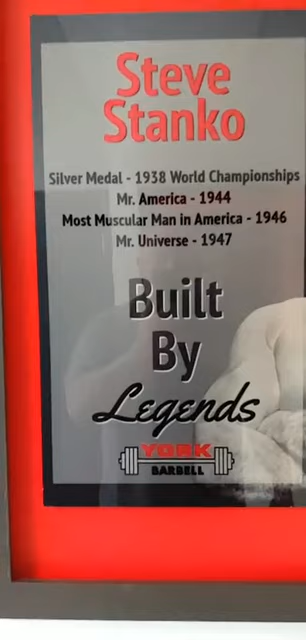 Steve
Stanko
Silver Medal - 1938 World Championships
Mr. America - 1944
Most Muscular Man in America - 1946
Mr. Universe - 1947
Built
By
Legends
YORK
BARBELL